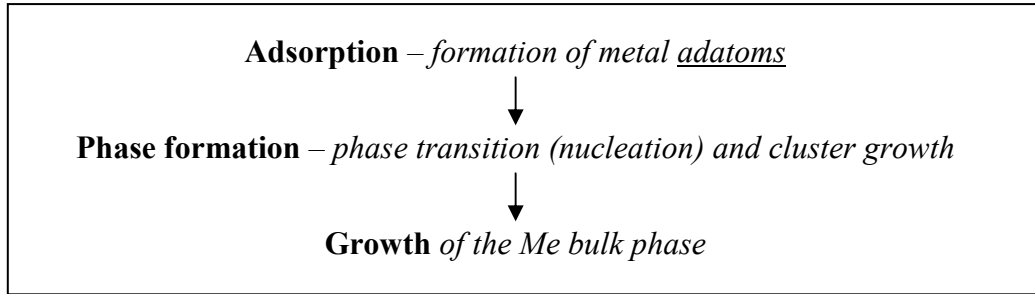 Adsorption – formation of metal adatoms
Phase formation – phase transition (nucleation) and cluster growth
Growth of the Me bulk phase